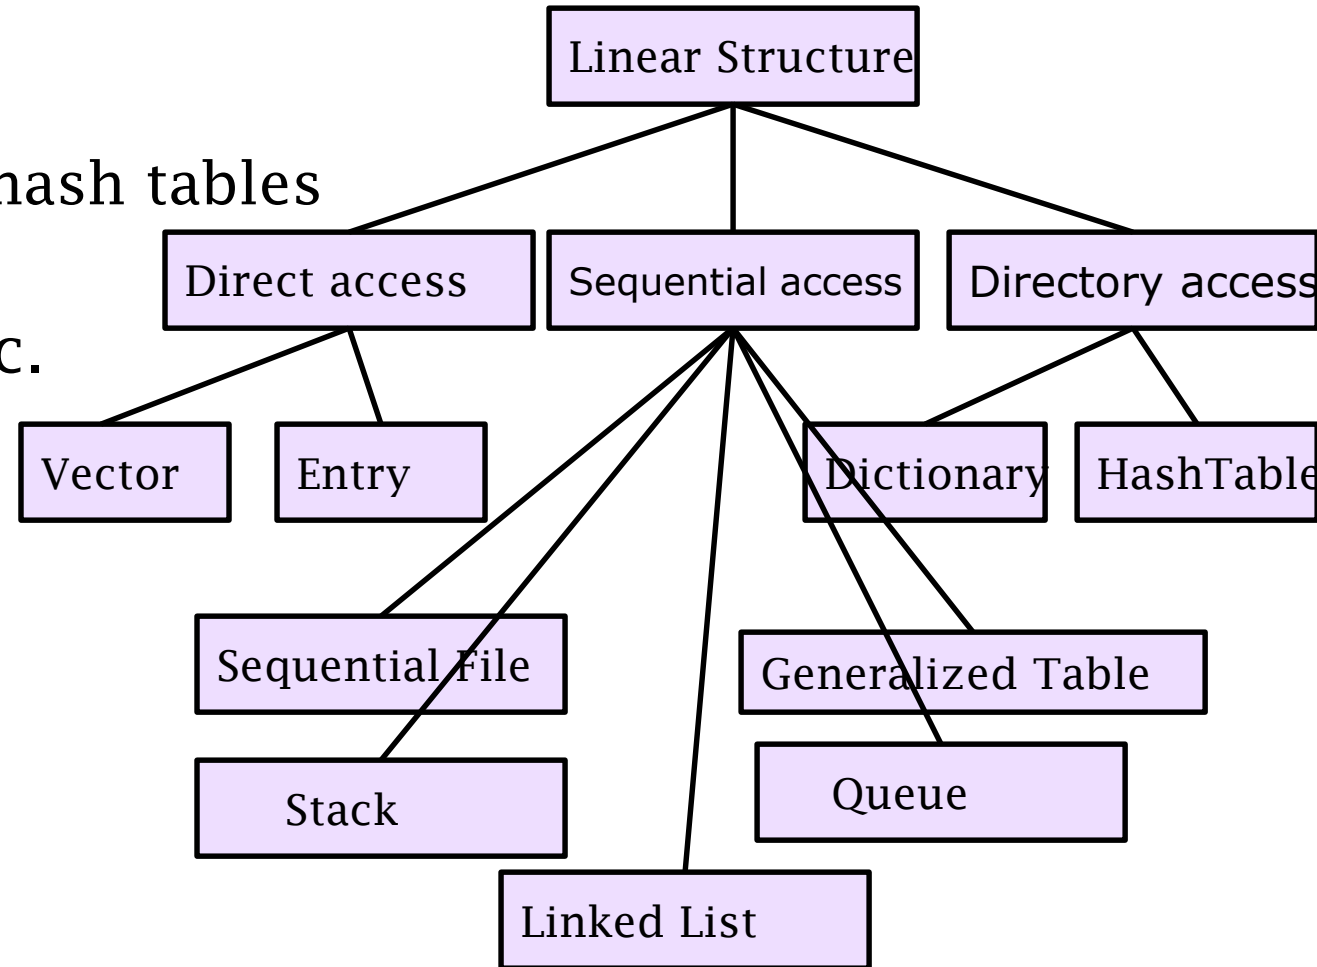 Linear Structure
hash tables
Direct access
Sequential access
Directory access
c.
Vector
Entry
Dictionary
HashTable
Sequential File
Generalized Table
Stack
Queue
Linked List